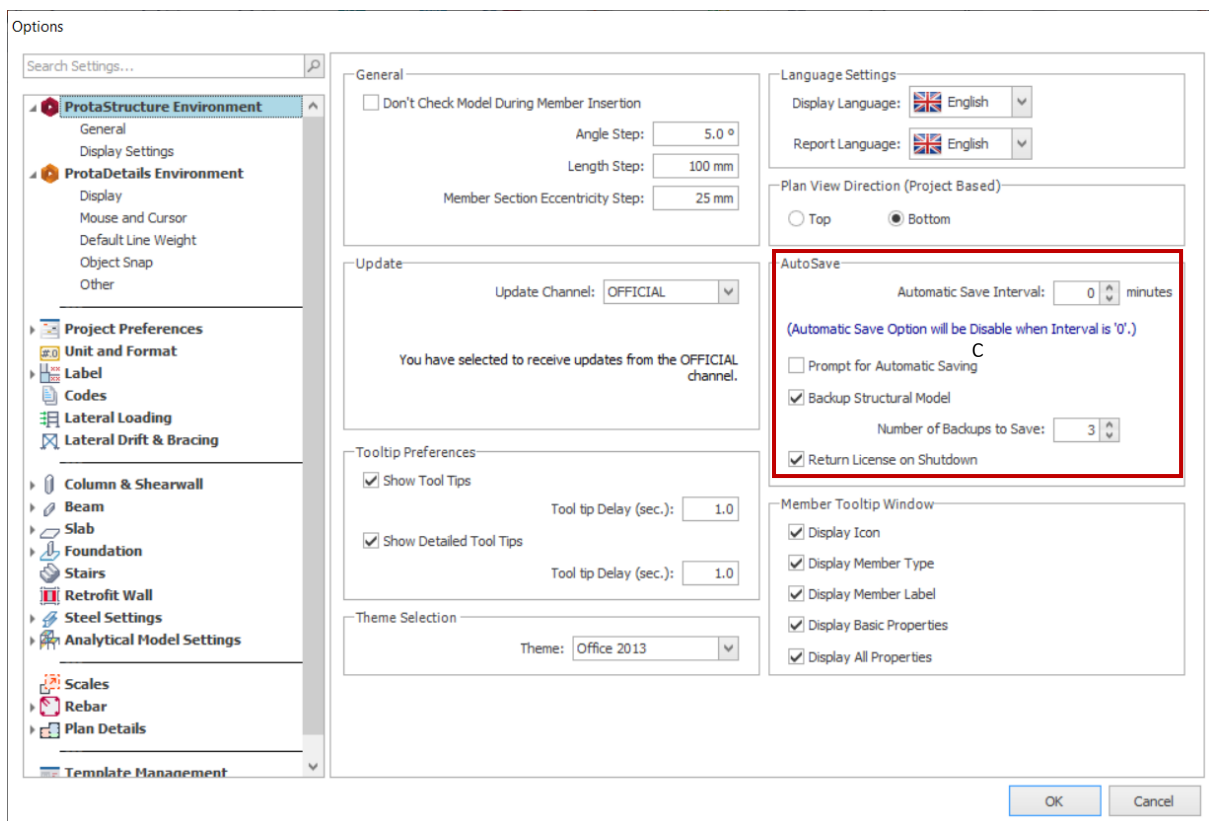 Options
Search Settings...
ProtaStructure Environment
General
Display Settings
ProtaDetails Environment
Display
Mouse and Cursor
Default Line Weight
Object Snap
Other
Project Preferences
#.0 Unit and Format
Label
Codes
Lateral Loading
Lateral Drift & Bracing
Column & Shearwall
Beam
Slab
Foundation
Stairs
Retrofit Wall
Steel Settings
Analytical Model Settings
Scales
Rebar
Plan Details
Template Management
General
Don't Check Model During Member Insertion
Angle Step: 5.0 º
Length Step: 100 mm
Member Section Eccentricity Step: 25 mm
Update
Update Channel: OFFICIAL
You have selected to receive updates from the OFFICIAL
channel.
Tooltip Preferences
Show Tool Tips
Tool tip Delay (sec.): 1.0
Show Detailed Tool Tips
Tool tip Delay (sec.): 1.0
Theme Selection
Theme: Office 2013
Language Settings
Display Language: English
Report Language: English
Plan View Direction (Project Based)
Top Bottom
AutoSave
Automatic Save Interval: 0 minutes
(Automatic Save Option will be Disable when Interval is '0'.)
C
Prompt for Automatic Saving
Backup Structural Model
Number of Backups to Save: 3
Return License on Shutdown
Member Tooltip Window
Display Icon
Display Member Type
Display Member Label
Display Basic Properties
Display All Properties
OK Cancel